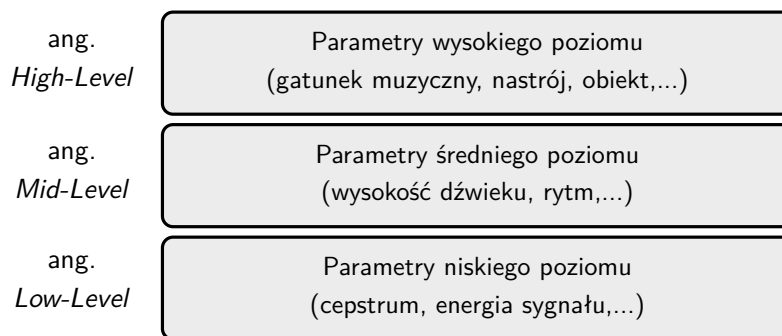 ang.
High-Level
Parametry wysokiego poziomu
(gatunek muzyczny, nastrój, obiekt,...)
ang.
Mid-Level
Parametry średniego poziomu
(wysokość dźwieku, rytm,...)
ang.
Low-Level
Parametry niskiego poziomu
(cepstrum, energia sygnału,...)